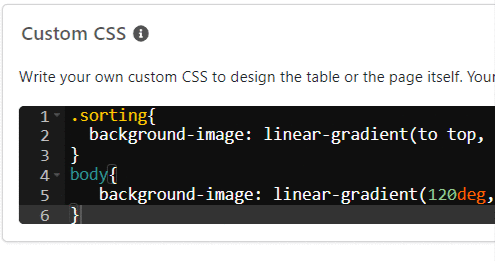 Custom CSS
Write your own custom CSS to design the table or the page itself. Your
1 .sorting{
2 background-image: linear-gradient(to top,
3 }
4 body{
5 background-image: linear-gradient(120deg,
6 }